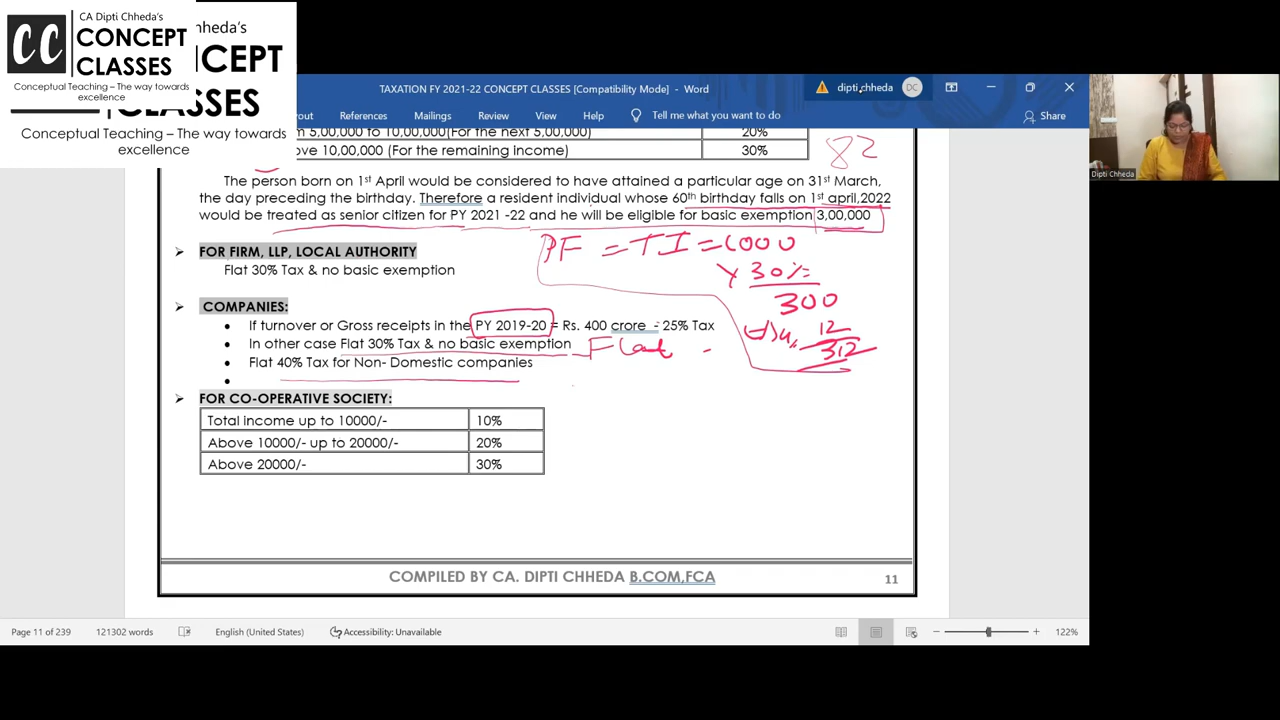 CA Dipti Chheda's
CONCEPT
CLASSES
Conceptual Teaching – The way towards
excellence
hheda's
NCEPT
CLASSES
Conceptual Teaching – The way towards
excellence
TAXATION FY 2021-22 CONCEPT CLASSES [Compatibility Mode] - Word
dipti chheda DC
References Mailings Review View Help Tell me what you want to do Share
5,00,000 to 10,00,000(For the next 5,00,000) 20%
ove 10,00,000 (For the remaining income) 30%
82
The person born on 1st April would be considered to have attained a particular age on 31st March,
the day preceding the birthday. Therefore a resident individual whose 60th birthday falls on 1st april,2022
would be treated as senior citizen for PY 2021 -22 and he will be eligible for basic exemption 3,00,000
FOR FIRM, LLP, LOCAL AUTHORITY
Flat 30% Tax & no basic exemption
PF = TI = 1000
x 30%
300
12
312
COMPANIES:
If turnover or Gross receipts in the PY 2019-20 = Rs. 400 crore - 25% Tax
In other case Flat 30% Tax & no basic exemption - Flat -
Flat 40% Tax for Non- Domestic companies
FOR CO-OPERATIVE SOCIETY:
Total income up to 10000/- 10%
Above 10000/- up to 20000/- 20%
Above 20000/- 30%
COMPILED BY CA. DIPTI CHHEDA B.COM,FCA 11
Page 11 of 239 121302 words English (United States) Accessibility: Unavailable 122%
Dipti Chheda